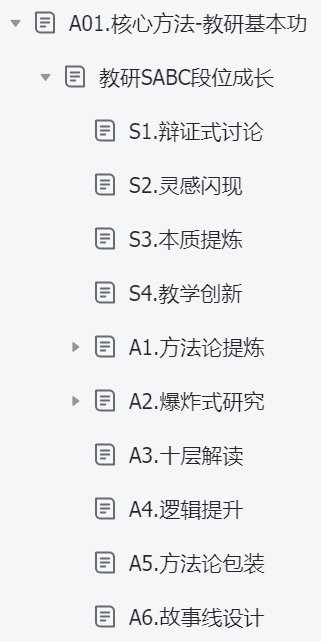 A01.核心方法-教研基本功
教研SABC段位成长
S1.辩证式讨论
S2.灵感闪现
S3.本质提炼
S4.教学创新
A1.方法论提炼
A2.爆炸式研究
A3.十层解读
A4.逻辑提升
A5.方法论包装
A6.故事线设计